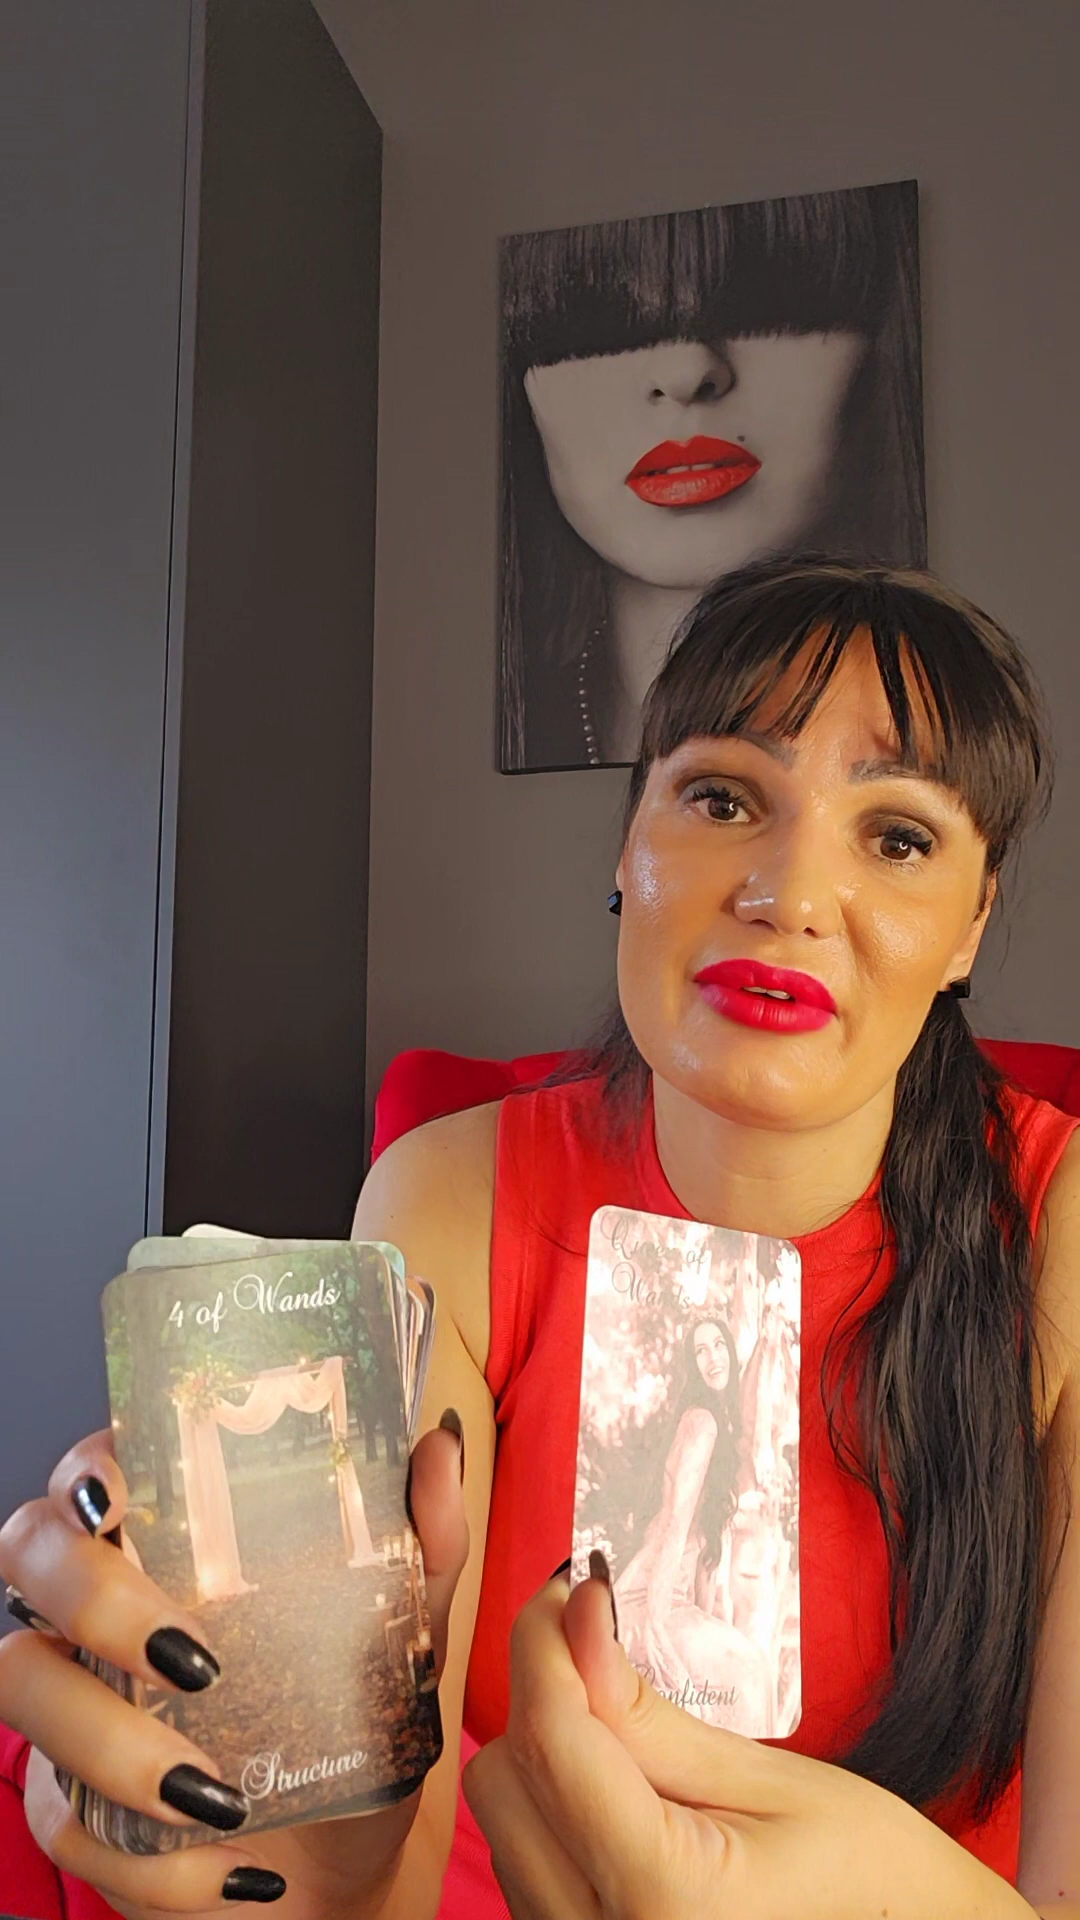 4 of Wands
Structure
Queen of
Wands
Confident